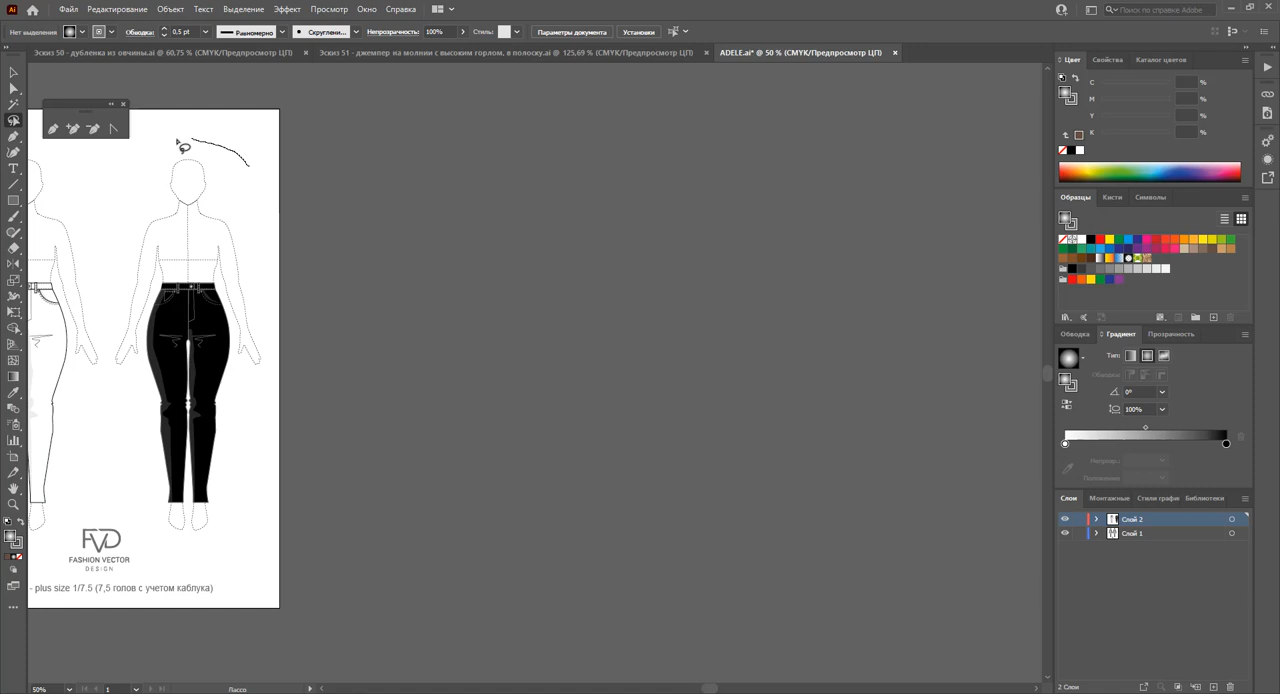 Ai Файл Редактирование Объект Текст Выделение Эффект Просмотр Окно Справка Поиск по справке Adobe
Нет выделения Обводка: 0,5 pt Равномерно Скруглени... Непрозрачность: 100% Стиль: Параметры документа Установки
Эскиз 50 - дубленка из овчины.ai @ 60,75 % (CMYK/Предпросмотр ЦП) Эскиз 51 - джемпер на молнии с высоким горлом, в полоску.ai @ 125,69 % (CMYK/Предпросмотр ЦП) ADELE.ai* @ 50 % (CMYK/Предпросмотр ЦП)
Цвет Свойства Каталог цветов
C %
M %
Y %
K %
Образцы Кисти Символы
Обводка Градиент Прозрачность
Тип:
0°
100%
Слои Монтажные Стили графи Библиотеки
Слой 2
Слой 1
FVD
FASHION VECTOR
DESIGN
- plus size 1/7.5 (7,5 голов с учетом каблука)
50% 1 Лассо 2 Слои